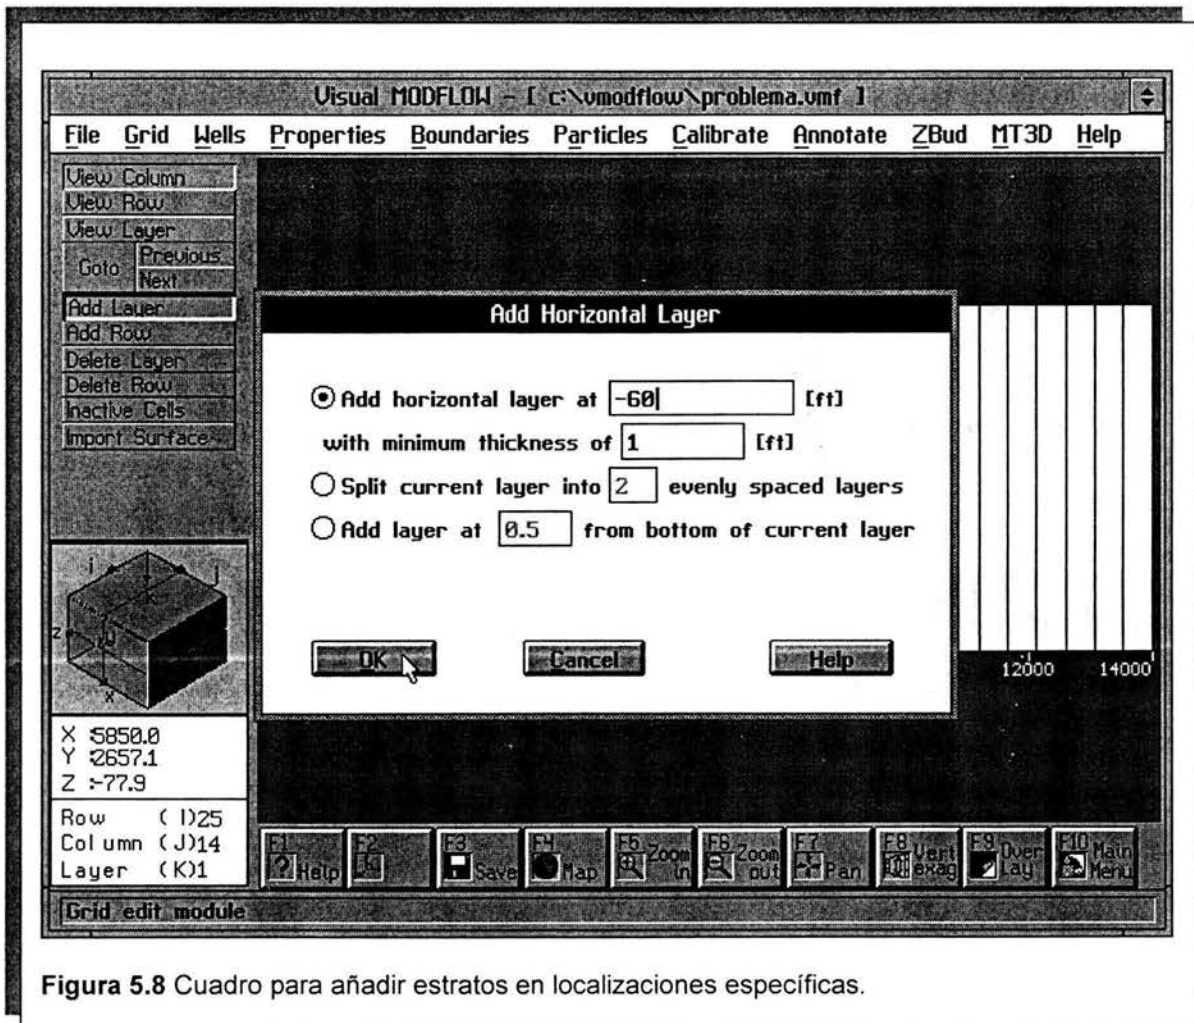 Visual MODFLOW - [ c:\vmodflow\problema.vmf ]
File Grid Wells Properties Boundaries Particles Calibrate Annotate ZBud MT3D Help
View Column
View Row
View Layer
Goto
Previous
Next
Add Layer
Add Row
Delete Layer
Delete Row
Inactive Cells
Import Surface
Add Horizontal Layer
Add horizontal layer at -60 [ft]
with minimum thickness of 1 [ft]
Split current layer into 2 evenly spaced layers
Add layer at 0.5 from bottom of current layer
OK Cancel Help
12000 14000
i j
k
z
x
X :5850.0
Y :2657.1
Z :-77.9
Row (I)25
Column (J)14
Layer (K)1
F1 ? Help
F2
F3 Save
F4 Map
F5 Zoom in
F6 Zoom out
F7 Pan
F8 Vert exag
F9 Over Lay
F10 Main Menu
Grid edit module
Figura 5.8 Cuadro para añadir estratos en localizaciones específicas.